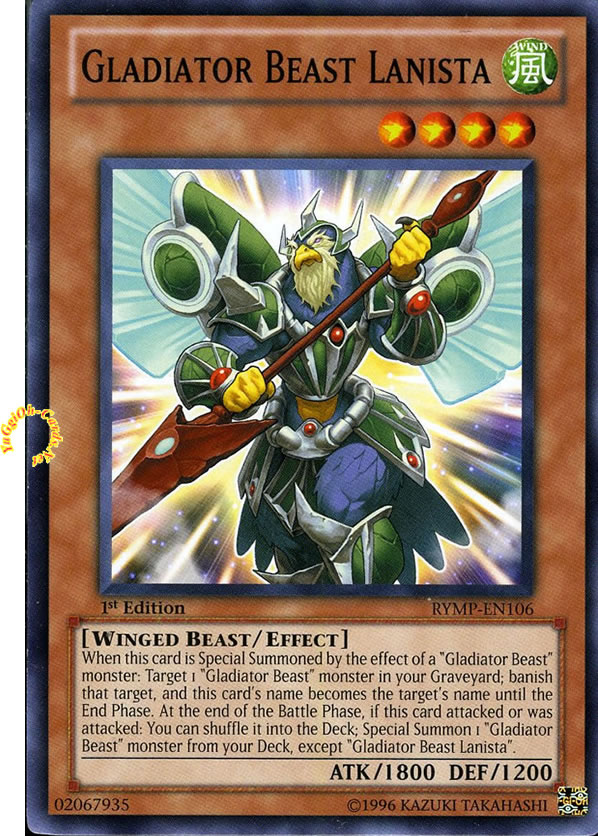 GLADIATOR BEAST LANISTA
WIND
風
YuGgiOh-Cards.Net
1st Edition
RYMP-EN106
[WINGED BEAST/EFFECT]
When this card is Special Summoned by the effect of a "Gladiator Beast"
monster: Target 1 "Gladiator Beast" monster in your Graveyard; banish
that target, and this card's name becomes the target's name until the
End Phase. At the end of the Battle Phase, if this card attacked or was
attacked: You can shuffle it into the Deck; Special Summon 1 "Gladiator
Beast" monster from your Deck, except "Gladiator Beast Lanista".
ATK/1800 DEF/1200
02067935
©1996 KAZUKI TAKAHASHI